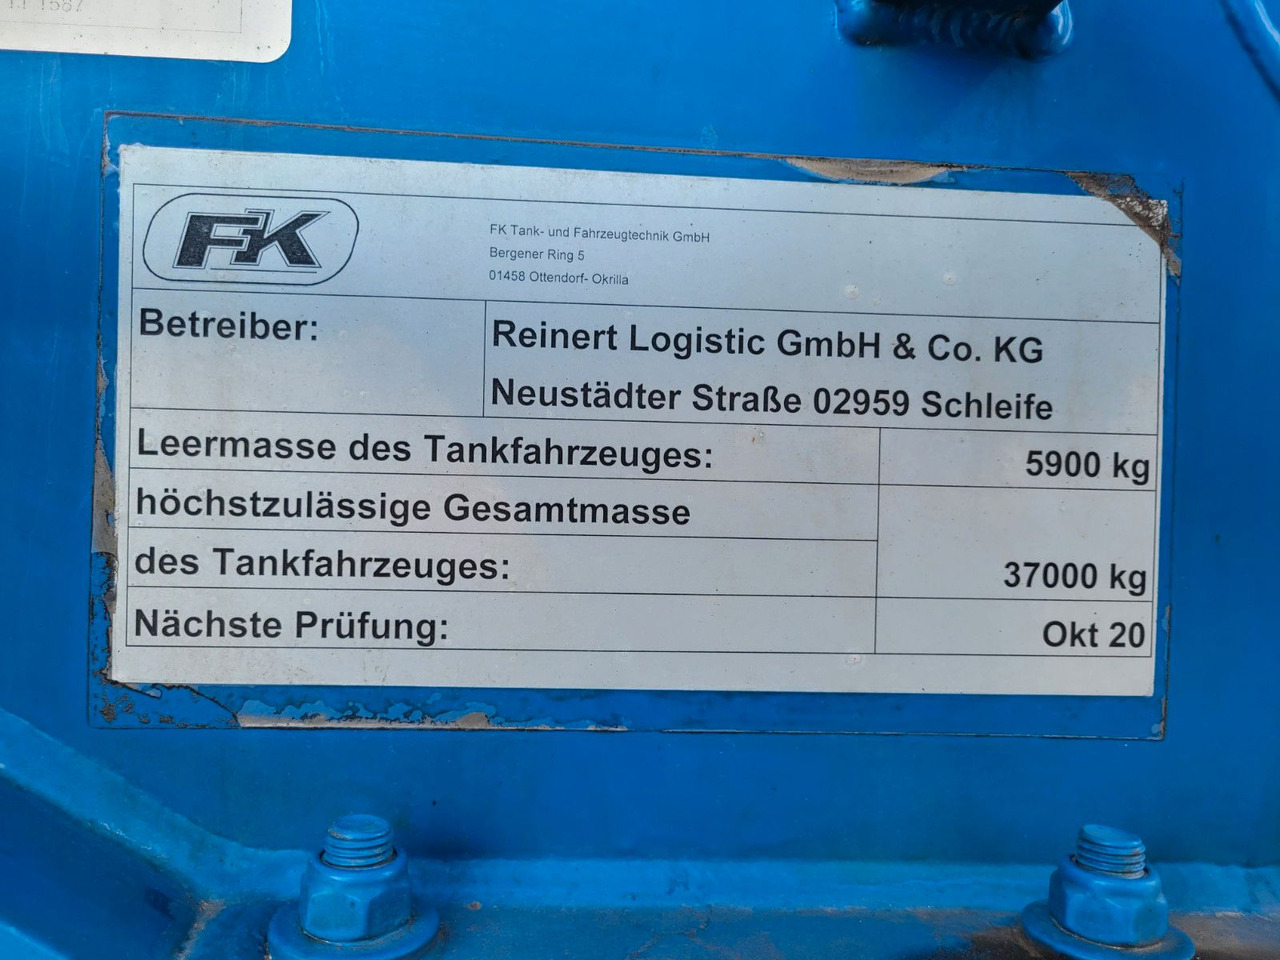 FK
FK Tank- und Fahrzeugtechnik GmbH
Bergener Ring 5
01458 Ottendorf- Okrilla
Betreiber:
Reinert Logistic GmbH & Co. KG
Neustädter Straße 02959 Schleife
Leermasse des Tankfahrzeuges:
5900 kg
höchstzulässige Gesamtmasse
des Tankfahrzeuges:
37000 kg
Nächste Prüfung:
Okt 20